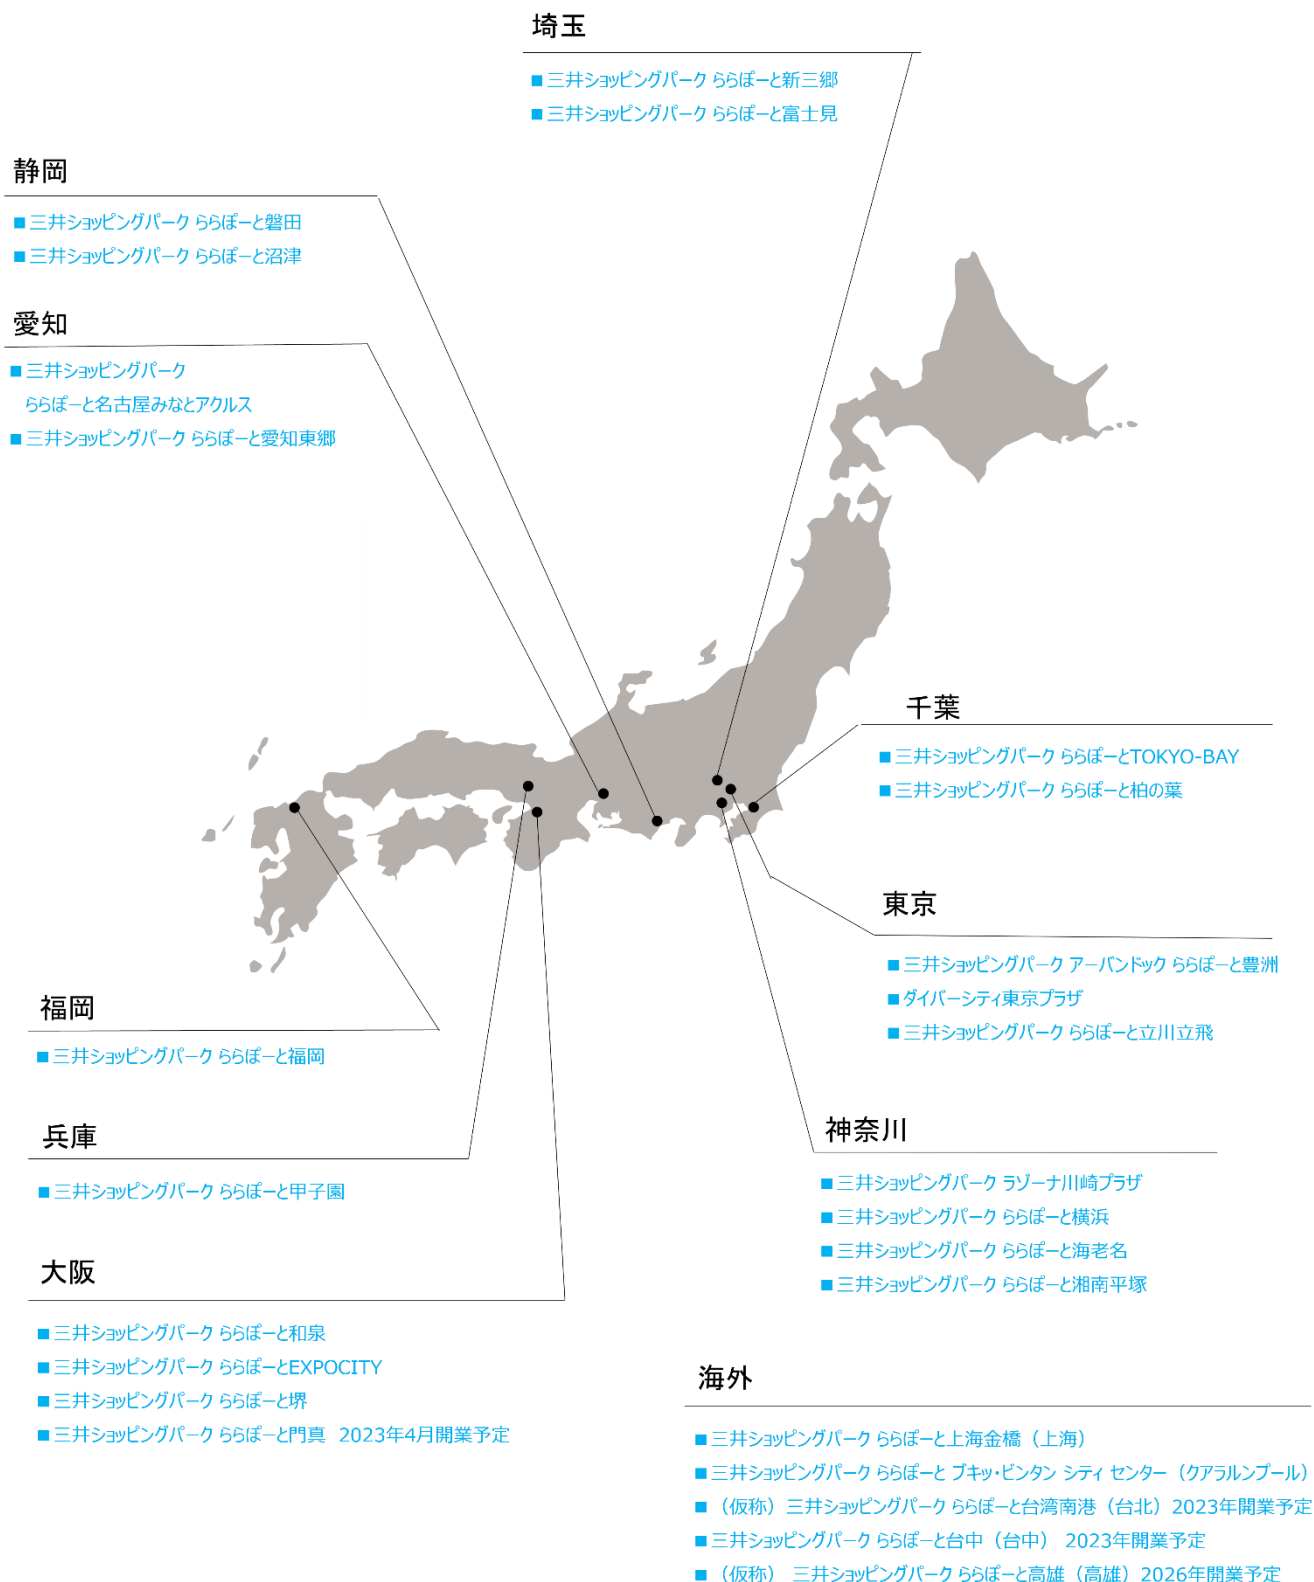 埼玉
■三井ショッピングパーク ららぽーと新三郷
■三井ショッピングパーク ららぽーと富士見
静岡
■三井ショッピングパーク ららぽーと磐田
■三井ショッピングパーク ららぽーと沼津
愛知
■三井ショッピングパーク
ららぽーと名古屋みなとアクルス
■三井ショッピングパーク ららぽーと愛知東郷
千葉
■三井ショッピングパーク ららぽーとTOKYO-BAY
■三井ショッピングパーク ららぽーと柏の葉
東京
■三井ショッピングパーク アーバンドック ららぽーと豊洲
■ダイバーシティ東京プラザ
■三井ショッピングパーク ららぽーと立川立飛
福岡
■三井ショッピングパーク ららぽーと福岡
兵庫
■三井ショッピングパーク ららぽーと甲子園
神奈川
■三井ショッピングパーク ラゾーナ川崎プラザ
■三井ショッピングパーク ららぽーと横浜
■三井ショッピングパーク ららぽーと海老名
■三井ショッピングパーク ららぽーと湘南平塚
大阪
■三井ショッピングパーク ららぽーと和泉
■三井ショッピングパーク ららぽーとEXPOCITY
■三井ショッピングパーク ららぽーと堺
■三井ショッピングパーク ららぽーと門真 2023年4月開業予定
海外
■三井ショッピングパーク ららぽーと上海金橋（上海）
■三井ショッピングパーク ららぽーと ブキッ・ビンタン シティ センター（クアラルンプール）
■（仮称）三井ショッピングパーク ららぽーと台湾南港（台北）2023年開業予定
■三井ショッピングパーク ららぽーと台中（台中） 2023年開業予定
■（仮称） 三井ショッピングパーク ららぽーと高雄（高雄）2026年開業予定